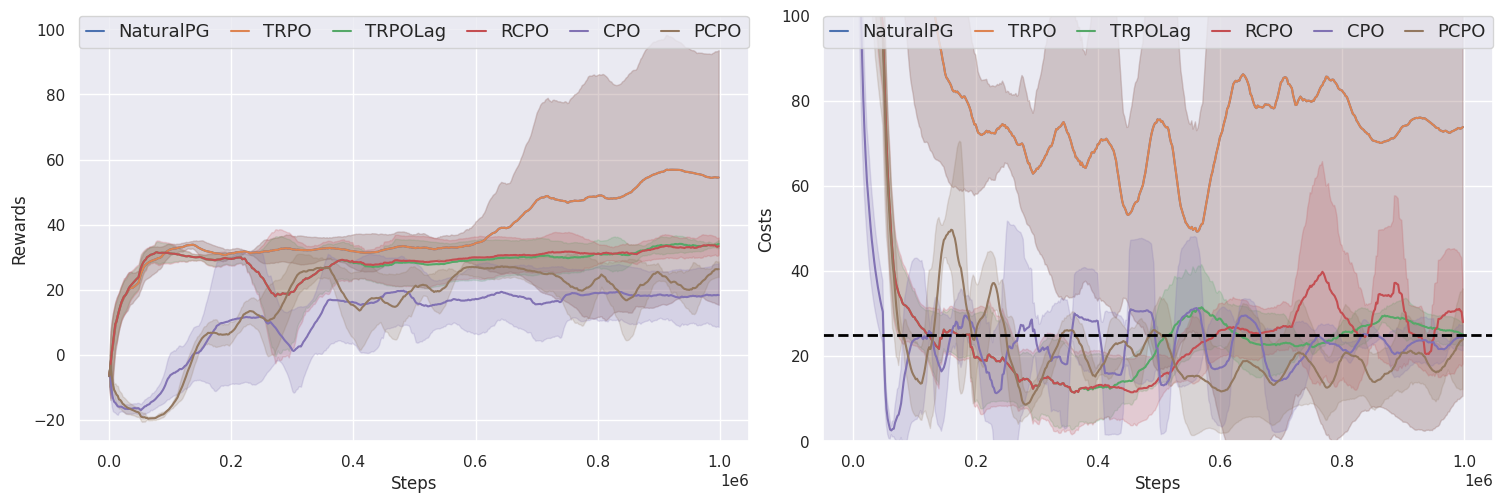 NaturalPG TRPO TRPOLag RCPO CPO PCPO
100
80
60
40
20
0
−20
Rewards
0.0 0.2 0.4 0.6 0.8 1.0
1e6
Steps
NaturalPG TRPO TRPOLag RCPO CPO PCPO
100
80
60
40
20
0
Costs
0.0 0.2 0.4 0.6 0.8 1.0
1e6
Steps